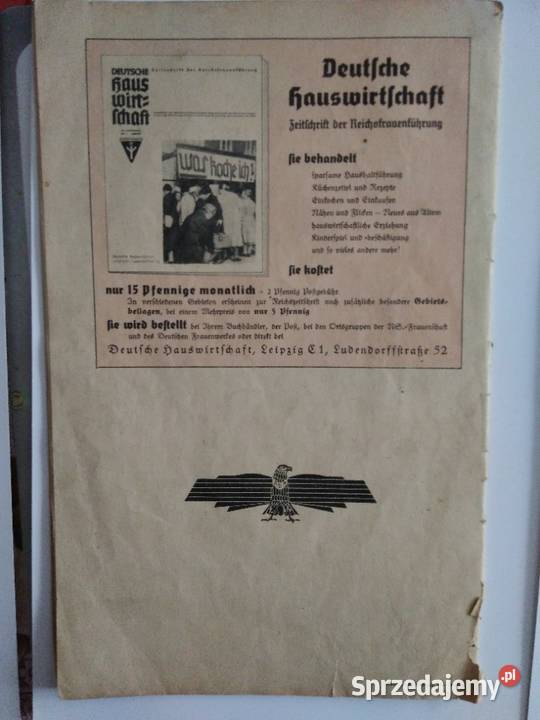 DEUTSCHE
Haus
wirt=
schaft
Zeitschrift der Reichsfrauenführung
was koche ich?
Deutsche
Hauswirtschaft
Zeitschrift der Reichsfrauenführung
*
sie behandelt
sparsame Haushaltführung
Küchenzettel und Rezepte
Einkochen und Einkaufen
Nähen und Flicken – Neues aus Altem
hauswirtschaftliche Erziehung
Kinderspiel und -beschäftigung
und so vieles andere mehr!
sie kostet
nur 15 Pfennige monatlich + 2 Pfennig Postgebühr
In verschiedenen Gebieten erscheinen zur Reichszeitschrift noch zusätzliche besondere Gebiets-
beilagen, bei einem Mehrpreis von nur 5 Pfennig
sie wird bestellt bei Ihrem Buchhändler, der Post, bei den Ortsgruppen der NS.-Frauenschaft
und des Deutschen Frauenwerkes oder direkt bei
Deutsche Hauswirtschaft, Leipzig C 1, Ludendorffstraße 52
Sprzedajemy.pl